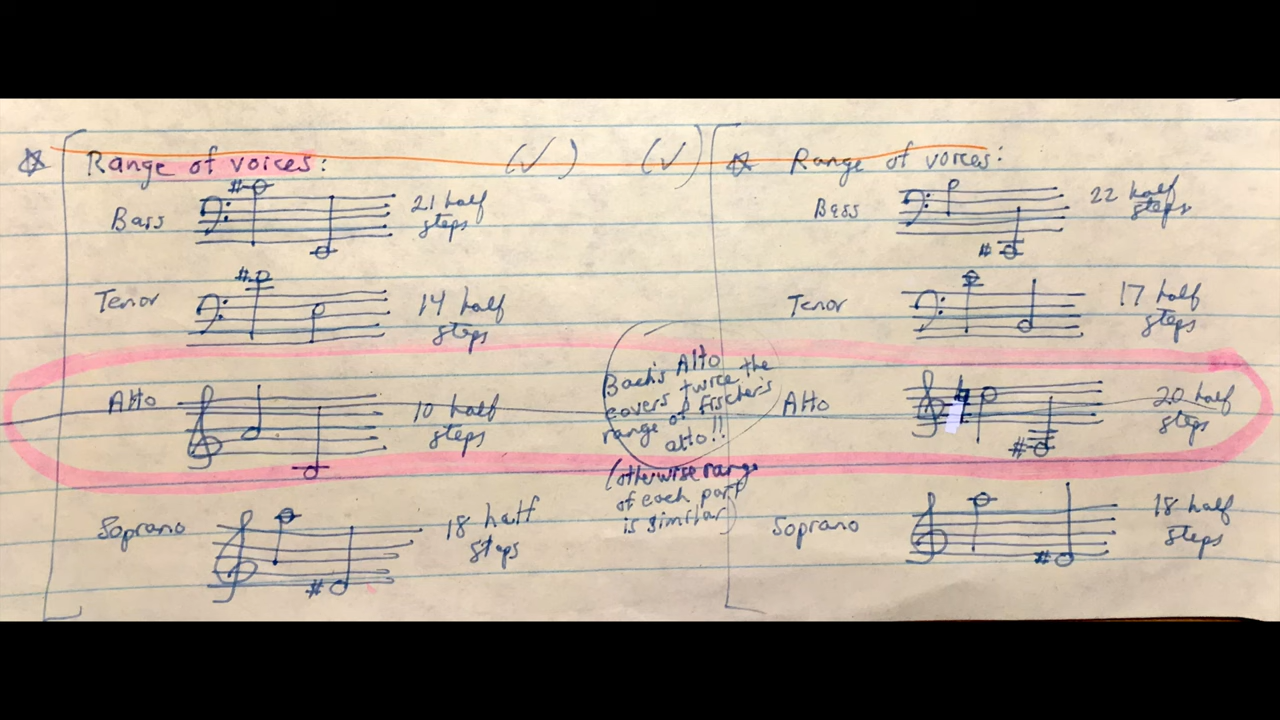 Range of voices: (✓)
Bass 21 half
steps
Tenor 14 half
steps
Alto 10 half
steps
Soprano 18 half
steps
Bach's Alto
covers twice the
range of Fischer's
alto!!
(otherwise range
of each part
is similar)
(✓) Range of voices:
Bass 22 half
steps
Tenor 17 half
steps
Alto 20 half
steps
Soprano 18 half
steps